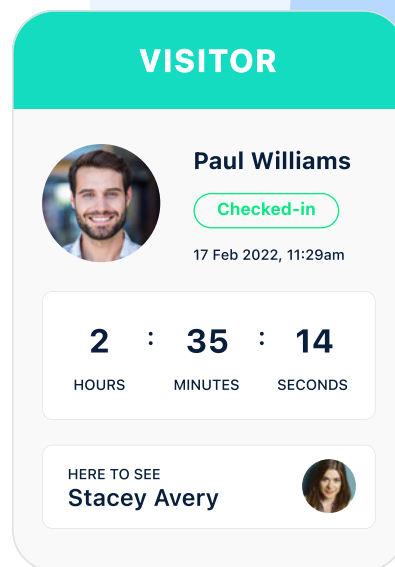 VISITOR
Paul Williams
Checked-in
17 Feb 2022, 11:29am
2 : 35 : 14
HOURS MINUTES SECONDS
HERE TO SEE
Stacey Avery